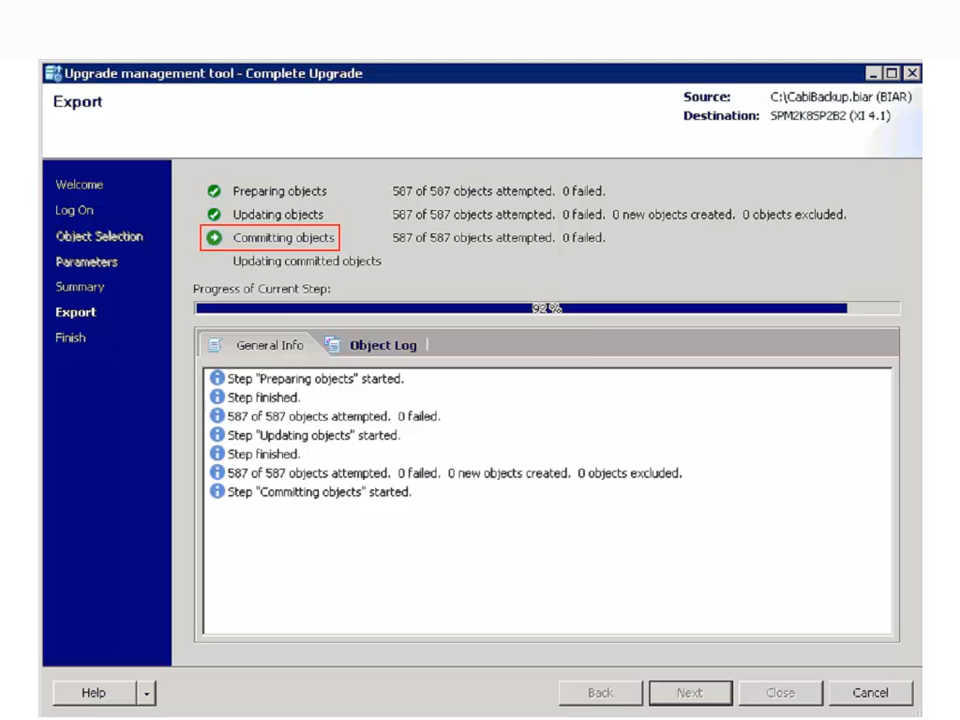 Upgrade management tool - Complete Upgrade
Export
Source: C:\CabiBackup.biar (BIAR)
Destination: SPM2K8SP2B2 (XI 4.1)
Welcome
Log On
Object Selection
Parameters
Summary
Export
Finish
Preparing objects 587 of 587 objects attempted. 0 failed.
Updating objects 587 of 587 objects attempted. 0 failed. 0 new objects created. 0 objects excluded.
Committing objects 587 of 587 objects attempted. 0 failed.
Updating committed objects
Progress of Current Step:
92 %
General Info Object Log
Step "Preparing objects" started.
Step finished.
587 of 587 objects attempted. 0 failed.
Step "Updating objects" started.
Step finished.
587 of 587 objects attempted. 0 failed. 0 new objects created. 0 objects excluded.
Step "Committing objects" started.
Help Back Next Close Cancel